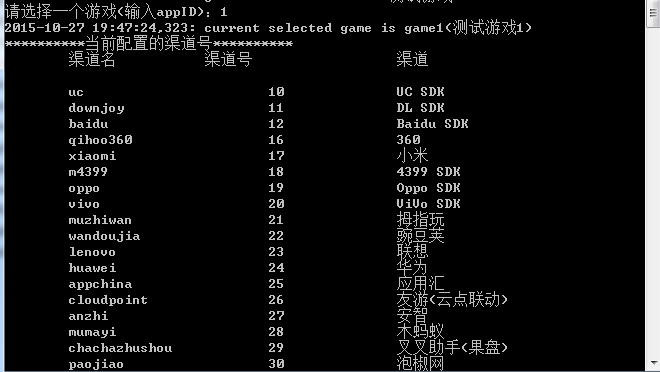 请选择一个游戏(输入appID): 1
2015-10-27 19:47:24,323: current selected game is game1(测试游戏1)
**********当前配置的渠道号**********
渠道名 渠道号 渠道
uc 10 UC SDK
downjoy 11 DL SDK
baidu 12 Baidu SDK
qihoo360 16 360
xiaomi 17 小米
m4399 18 4399 SDK
oppo 19 Oppo SDK
vivo 20 ViVo SDK
muzhiwan 21 拇指玩
wandoujia 22 豌豆荚
lenovo 23 联想
huawei 24 华为
appchina 25 应用汇
cloudpoint 26 友游(云点联动)
anzhi 27 安智
mumayi 28 木蚂蚁
chachazhushou 29 叉叉助手(果盘)
paojiao 30 泡椒网